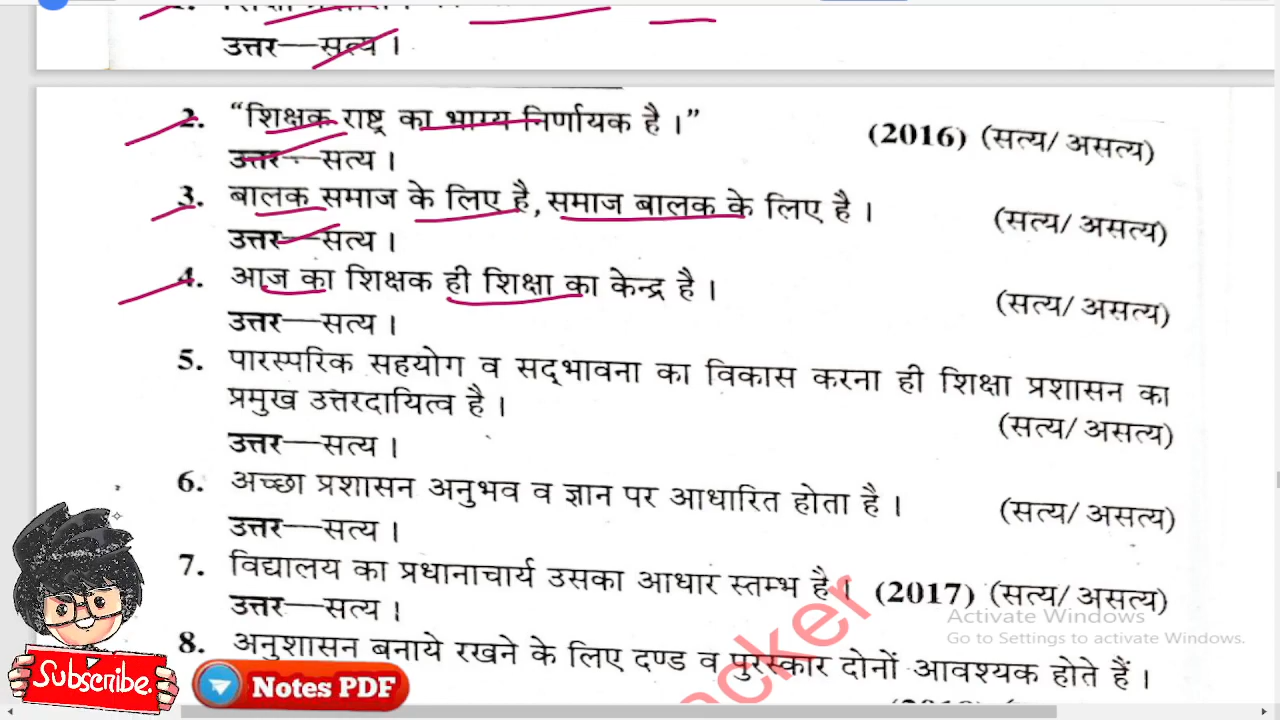 उत्तर—सत्य।
2. “शिक्षक राष्ट्र का भाग्य निर्णायक है।” (2016) (सत्य/ असत्य)
उत्तर—सत्य।
3. बालक समाज के लिए है, समाज बालक के लिए है। (सत्य/ असत्य)
उत्तर—सत्य।
4. आज का शिक्षक ही शिक्षा का केन्द्र है। (सत्य/ असत्य)
उत्तर—सत्य।
5. पारस्परिक सहयोग व सद्भावना का विकास करना ही शिक्षा प्रशासन का
प्रमुख उत्तरदायित्व है। (सत्य/ असत्य)
उत्तर—सत्य।
6. अच्छा प्रशासन अनुभव व ज्ञान पर आधारित होता है। (सत्य/ असत्य)
उत्तर—सत्य।
7. विद्यालय का प्रधानाचार्य उसका आधार स्तम्भ है। (2017) (सत्य/ असत्य)
उत्तर—सत्य।
Activate Windows
Go to Settings to activate Windows.
8. अनुशासन बनाये रखने के लिए दण्ड व पुरस्कार दोनों आवश्यक होते हैं।
Subscribe.
Notes PDF